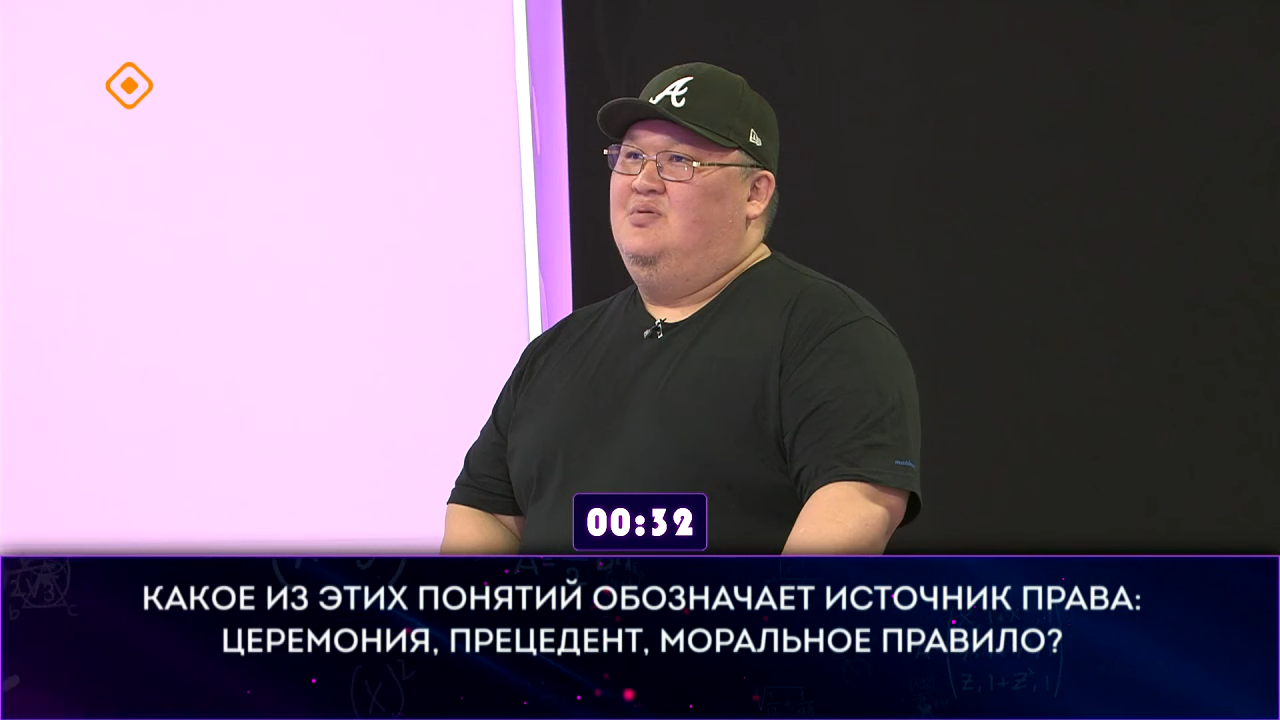 A
00:32
КАКОЕ ИЗ ЭТИХ ПОНЯТИЙ ОБОЗНАЧАЕТ ИСТОЧНИК ПРАВА:
ЦЕРЕМОНИЯ, ПРЕЦЕДЕНТ, МОРАЛЬНОЕ ПРАВИЛО?